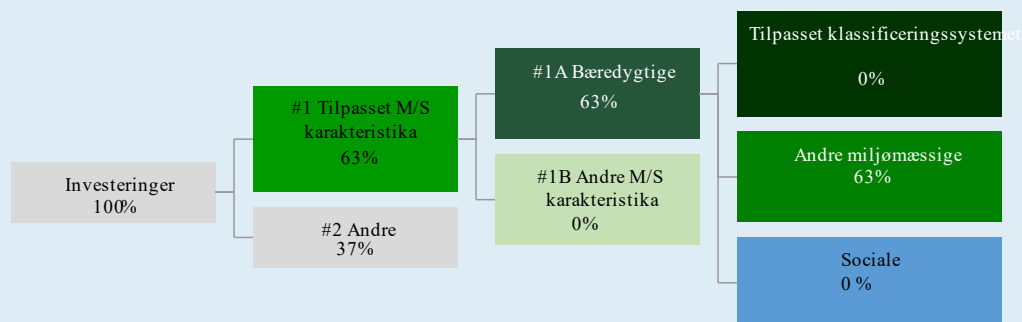 Investeringer
100%
#1 Tilpasset M/S
karakteristika
63%
#2 Andre
37%
#1A Bæredygtige
63%
#1B Andre M/S
karakteristika
0%
Tilpasset klassificeringssystemet
0%
Andre miljømæssige
63%
Sociale
0 %